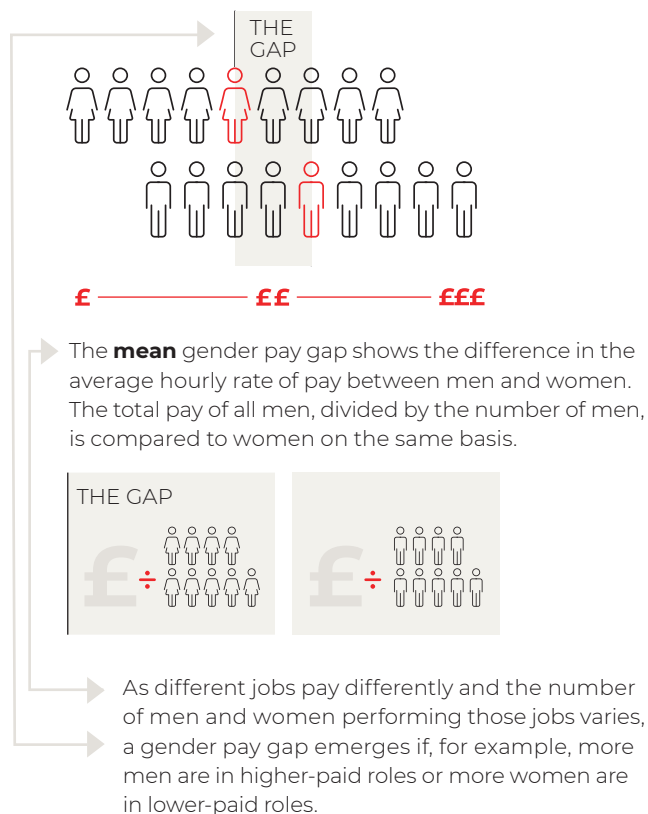 THE
GAP
£ ££ £££
The mean gender pay gap shows the difference in the
average hourly rate of pay between men and women.
The total pay of all men, divided by the number of men,
is compared to women on the same basis.
THE GAP
£ ÷ £ ÷
As different jobs pay differently and the number
of men and women performing those jobs varies,
a gender pay gap emerges if, for example, more
men are in higher-paid roles or more women are
in lower-paid roles.